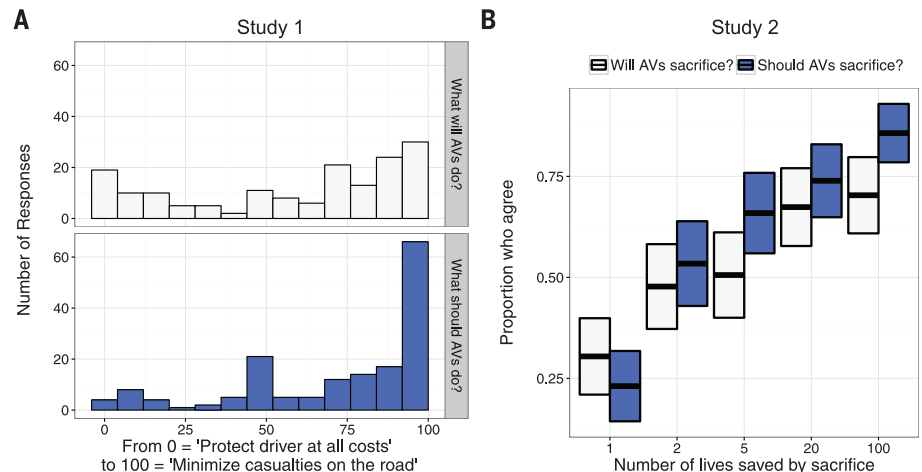 A
Study 1
Number of Responses
60
40
20
0
What will AVs do?
60
40
20
0
What should AVs do?
0
25
50
75
100
From 0 = 'Protect driver at all costs'
to 100 = 'Minimize casualties on the road'
B
Study 2
Will AVs sacrifice?
Should AVs sacrifice?
Proportion who agree
0.75
0.50
0.25
1
2
5
20
100
Number of lives saved by sacrifice